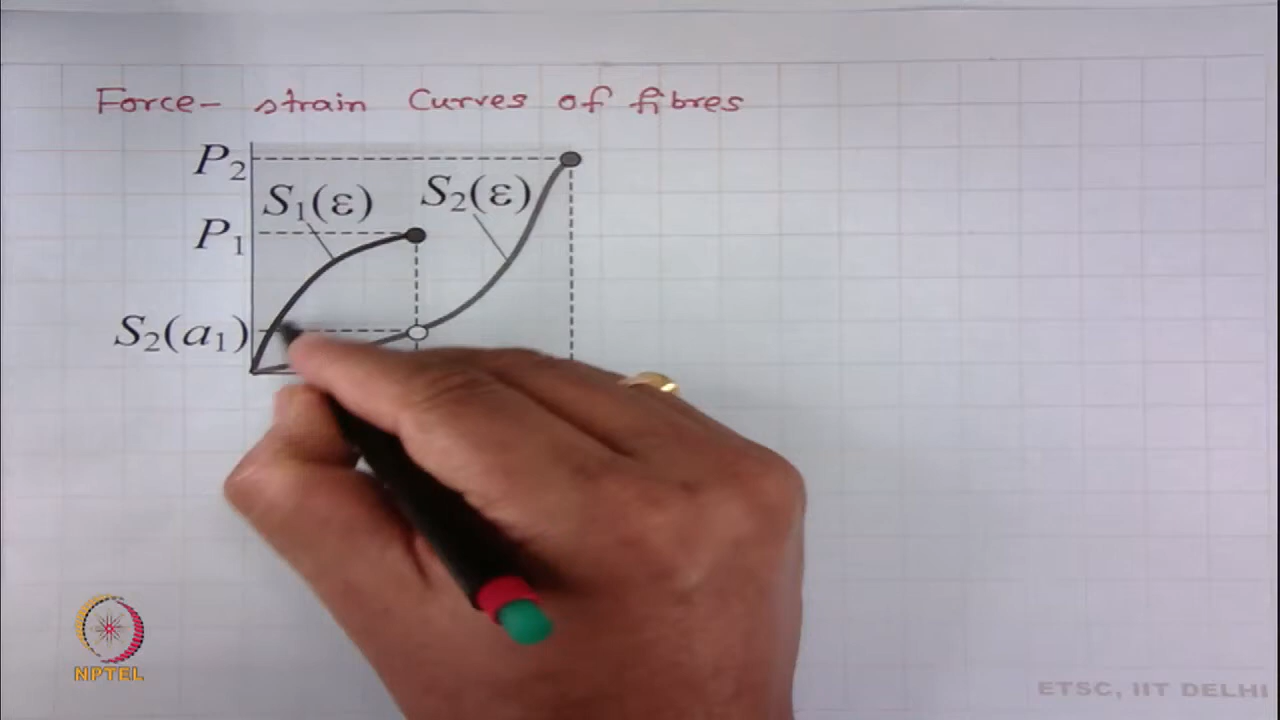 Force- strain Curves of fibres
P2
S1(ε) S2(ε)
P1
S2(a1)
NPTEL
ETSC, IIT DELHI